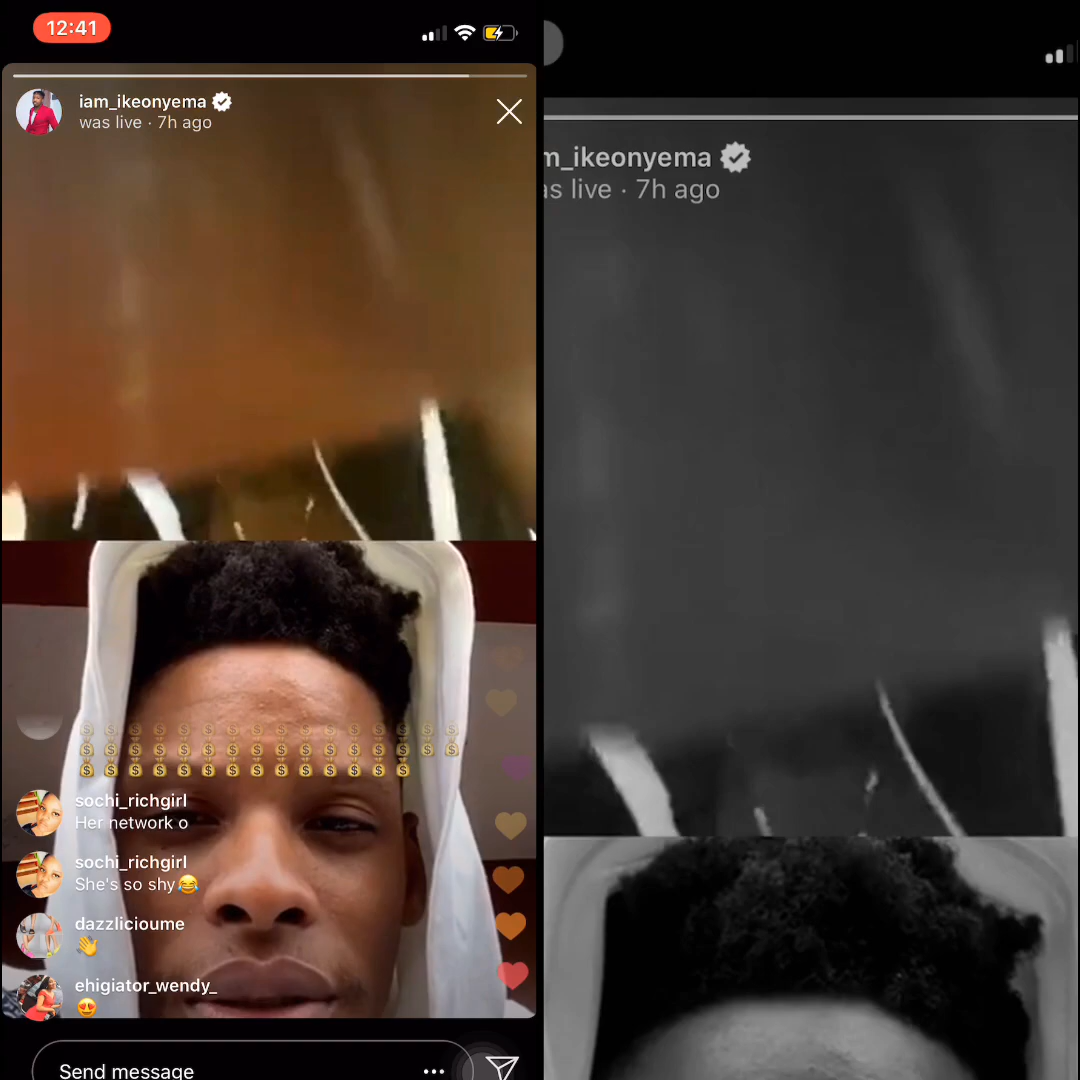 12:41
iam_ikeonyema
was live · 7h ago
sochi_richgirl
Her network o
sochi_richgirl
She's so shy😂
dazzlicioume
👋
ehigiator_wendy_
😍
Send message
m_ikeonyema
as live · 7h ago